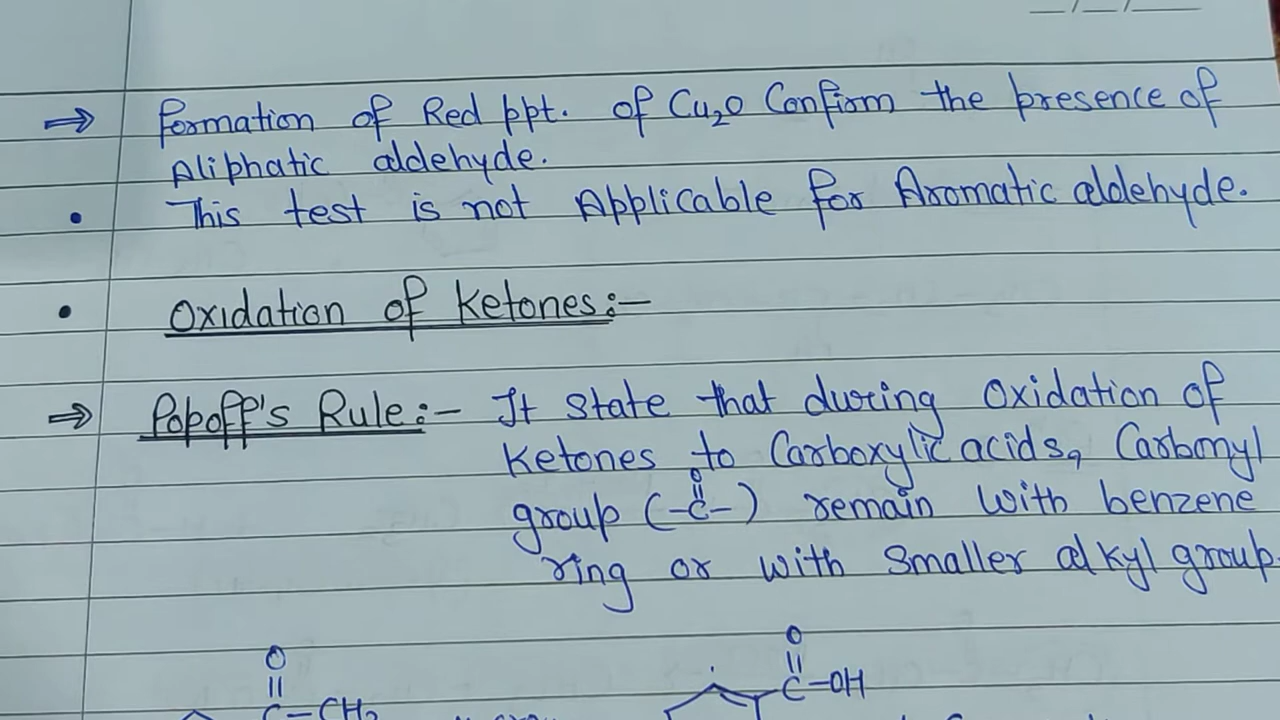 ⇒ formation of Red ppt. of Cu₂O Confirm the presence of
Aliphatic aldehyde.
• This test is not Applicable for Aromatic aldehyde.
• Oxidation of Ketones:-
⇒ Popoff's Rule:- It state that during Oxidation of
Ketones to Carboxylic acids, Carbonyl
O
group (-C-) remain with benzene
ring or with Smaller alkyl group.
O
O
C-OH
C-CH₃